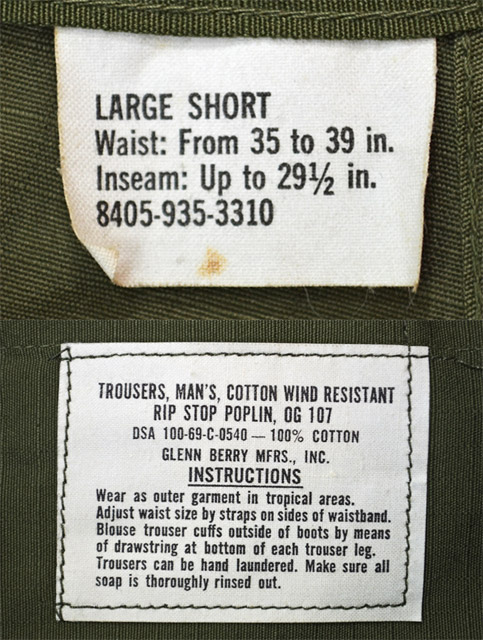 LARGE SHORT
Waist: From 35 to 39 in.
Inseam: Up to 29½ in.
8405-935-3310
TROUSERS, MAN'S, COTTON WIND RESISTANT
RIP STOP POPLIN, OG 107
DSA 100-69-C-0540 — 100% COTTON
GLENN BERRY MFRS., INC.
INSTRUCTIONS
Wear as outer garment in tropical areas.
Adjust waist size by straps on sides of waistband.
Blouse trouser cuffs outside of boots by means
of drawstring at bottom of each trouser leg.
Trousers can be hand laundered. Make sure all
soap is thoroughly rinsed out.